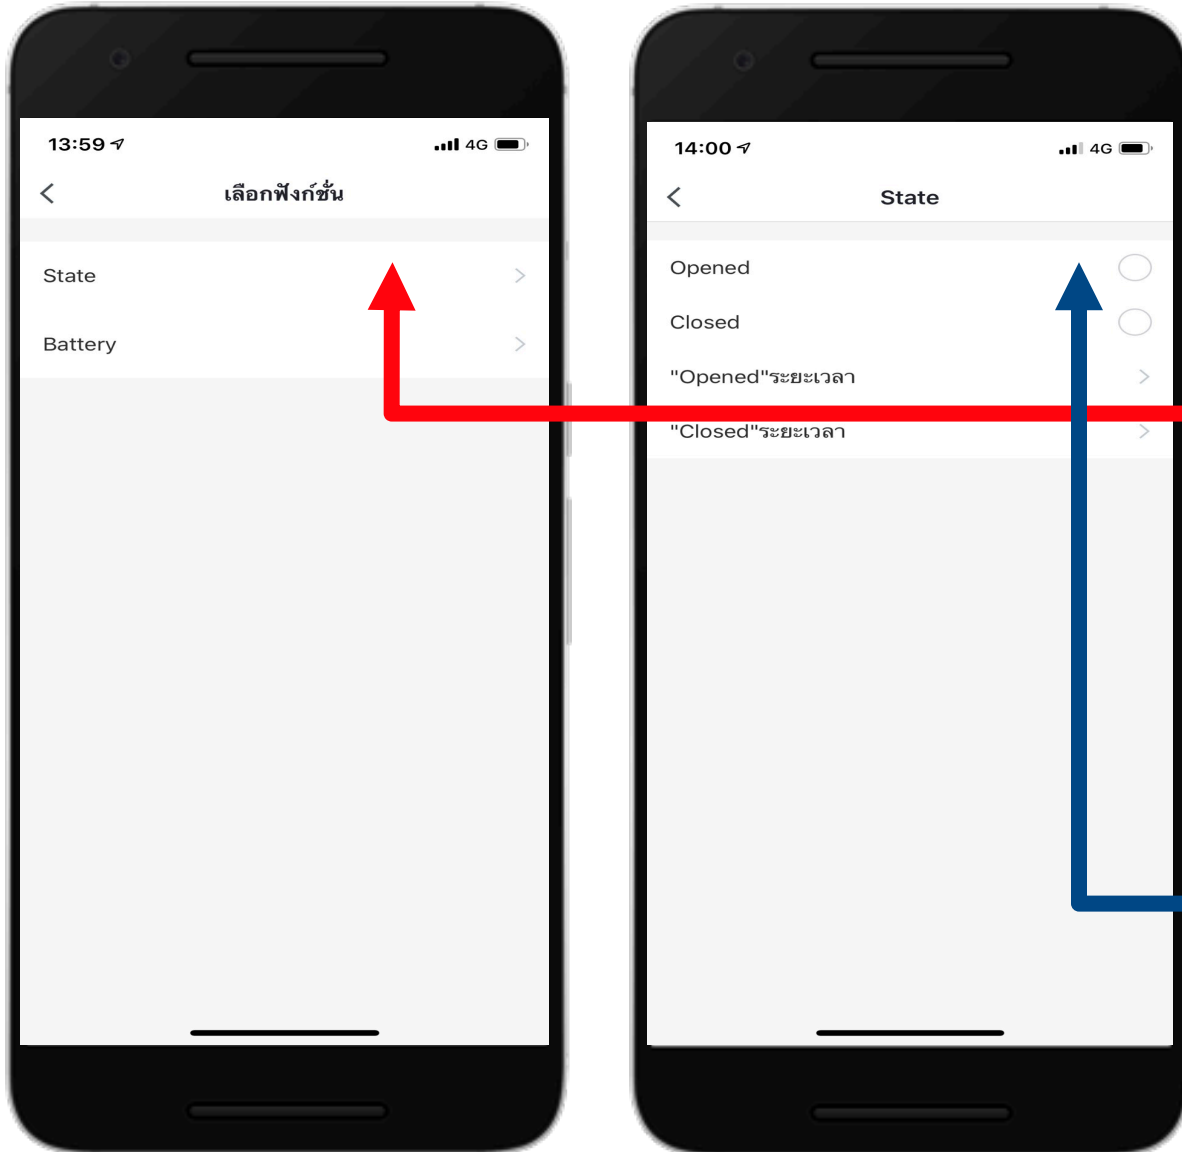 13:59
4G
เลือกฟังก์ชั่น
State
Battery
14:00
4G
State
Opened
Closed
"Opened"ระยะเวลา
"Closed"ระยะเวลา